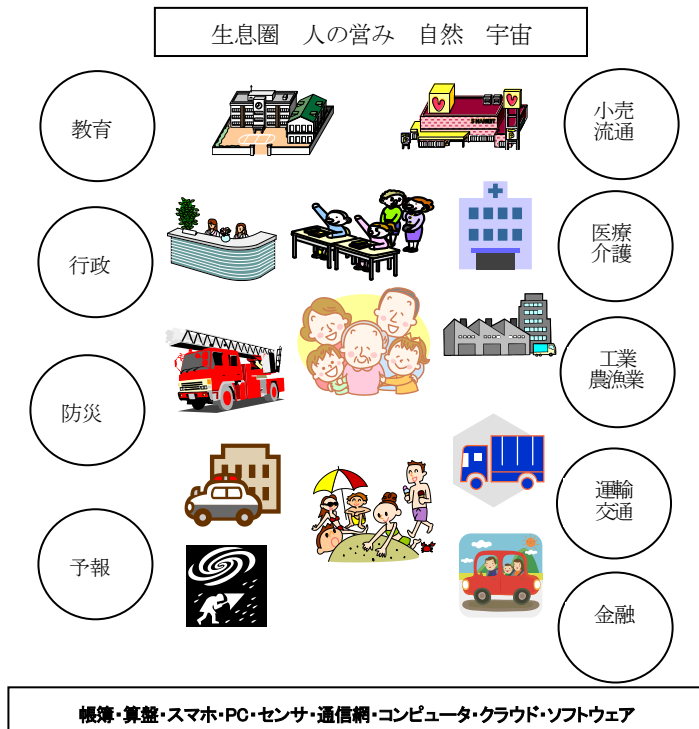 生息圏　人の営み　自然　宇宙
教育
小売
流通
行政
医療
介護
工業
農漁業
防災
運輸
交通
予報
金融
帳簿・算盤・スマホ・PC・センサ・通信網・コンピュータ・クラウド・ソフトウェア